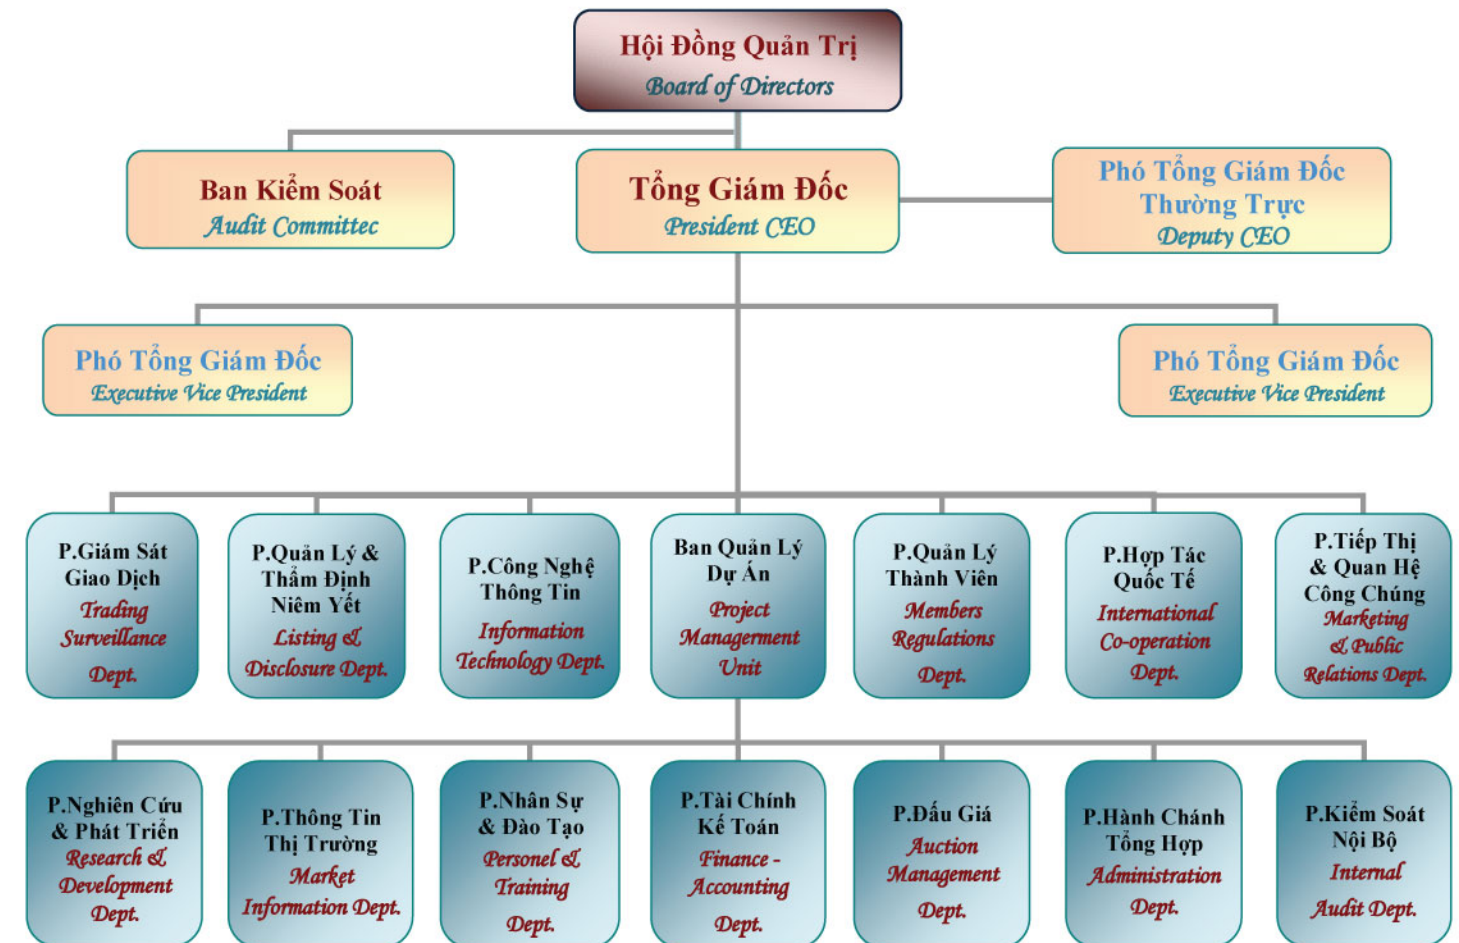 Hội Đồng Quản Trị
Board of Directors
Ban Kiểm Soát
Audit Committec
Tổng Giám Đốc
President CEO
Phó Tổng Giám Đốc
Thường Trực
Deputy CEO
Phó Tổng Giám Đốc
Executive Vice President
Phó Tổng Giám Đốc
Executive Vice President
P.Giám Sát
Giao Dịch
Trading
Surveillance
Dept.
P.Quản Lý &
Thẩm Định
Niêm Yết
Listing &
Disclosure Dept.
P.Công Nghệ
Thông Tin
Information
Technology Dept.
Ban Quản Lý
Dự Án
Project
Managerment
Unit
P.Quản Lý
Thành Viên
Members
Regulations
Dept.
P.Hợp Tác
Quốc Tế
International
Co-operation
Dept.
P.Tiếp Thị
& Quan Hệ
Công Chúng
Marketing
& Public
Relations Dept.
P.Nghiên Cứu
& Phát Triển
Research &
Development
Dept.
P.Thông Tin
Thị Trường
Market
Information Dept.
P.Nhân Sự
& Đào Tạo
Personel &
Training
Dept.
P.Tài Chính
Kế Toán
Finance -
Accounting
Dept.
P.Đấu Giá
Auction
Management
Dept.
P.Hành Chánh
Tổng Hợp
Administration
Dept.
P.Kiểm Soát
Nội Bộ
Internal
Audit Dept.